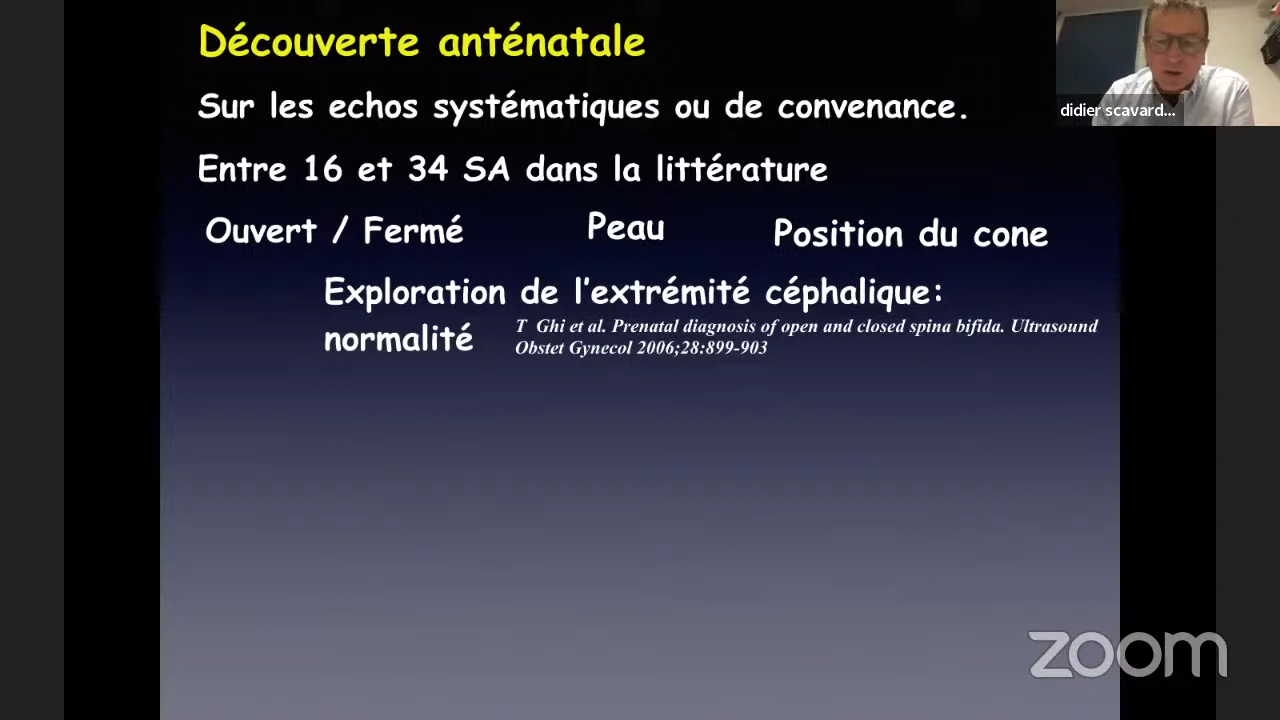 Découverte anténatale
Sur les echos systématiques ou de convenance.
didier scavard...
Entre 16 et 34 SA dans la littérature
Ouvert / Fermé
Peau
Position du cone
Exploration de l'extrémité céphalique:
normalité
T Ghi et al. Prenatal diagnosis of open and closed spina bifida. Ultrasound
Obstet Gynecol 2006;28:899-903
zoom